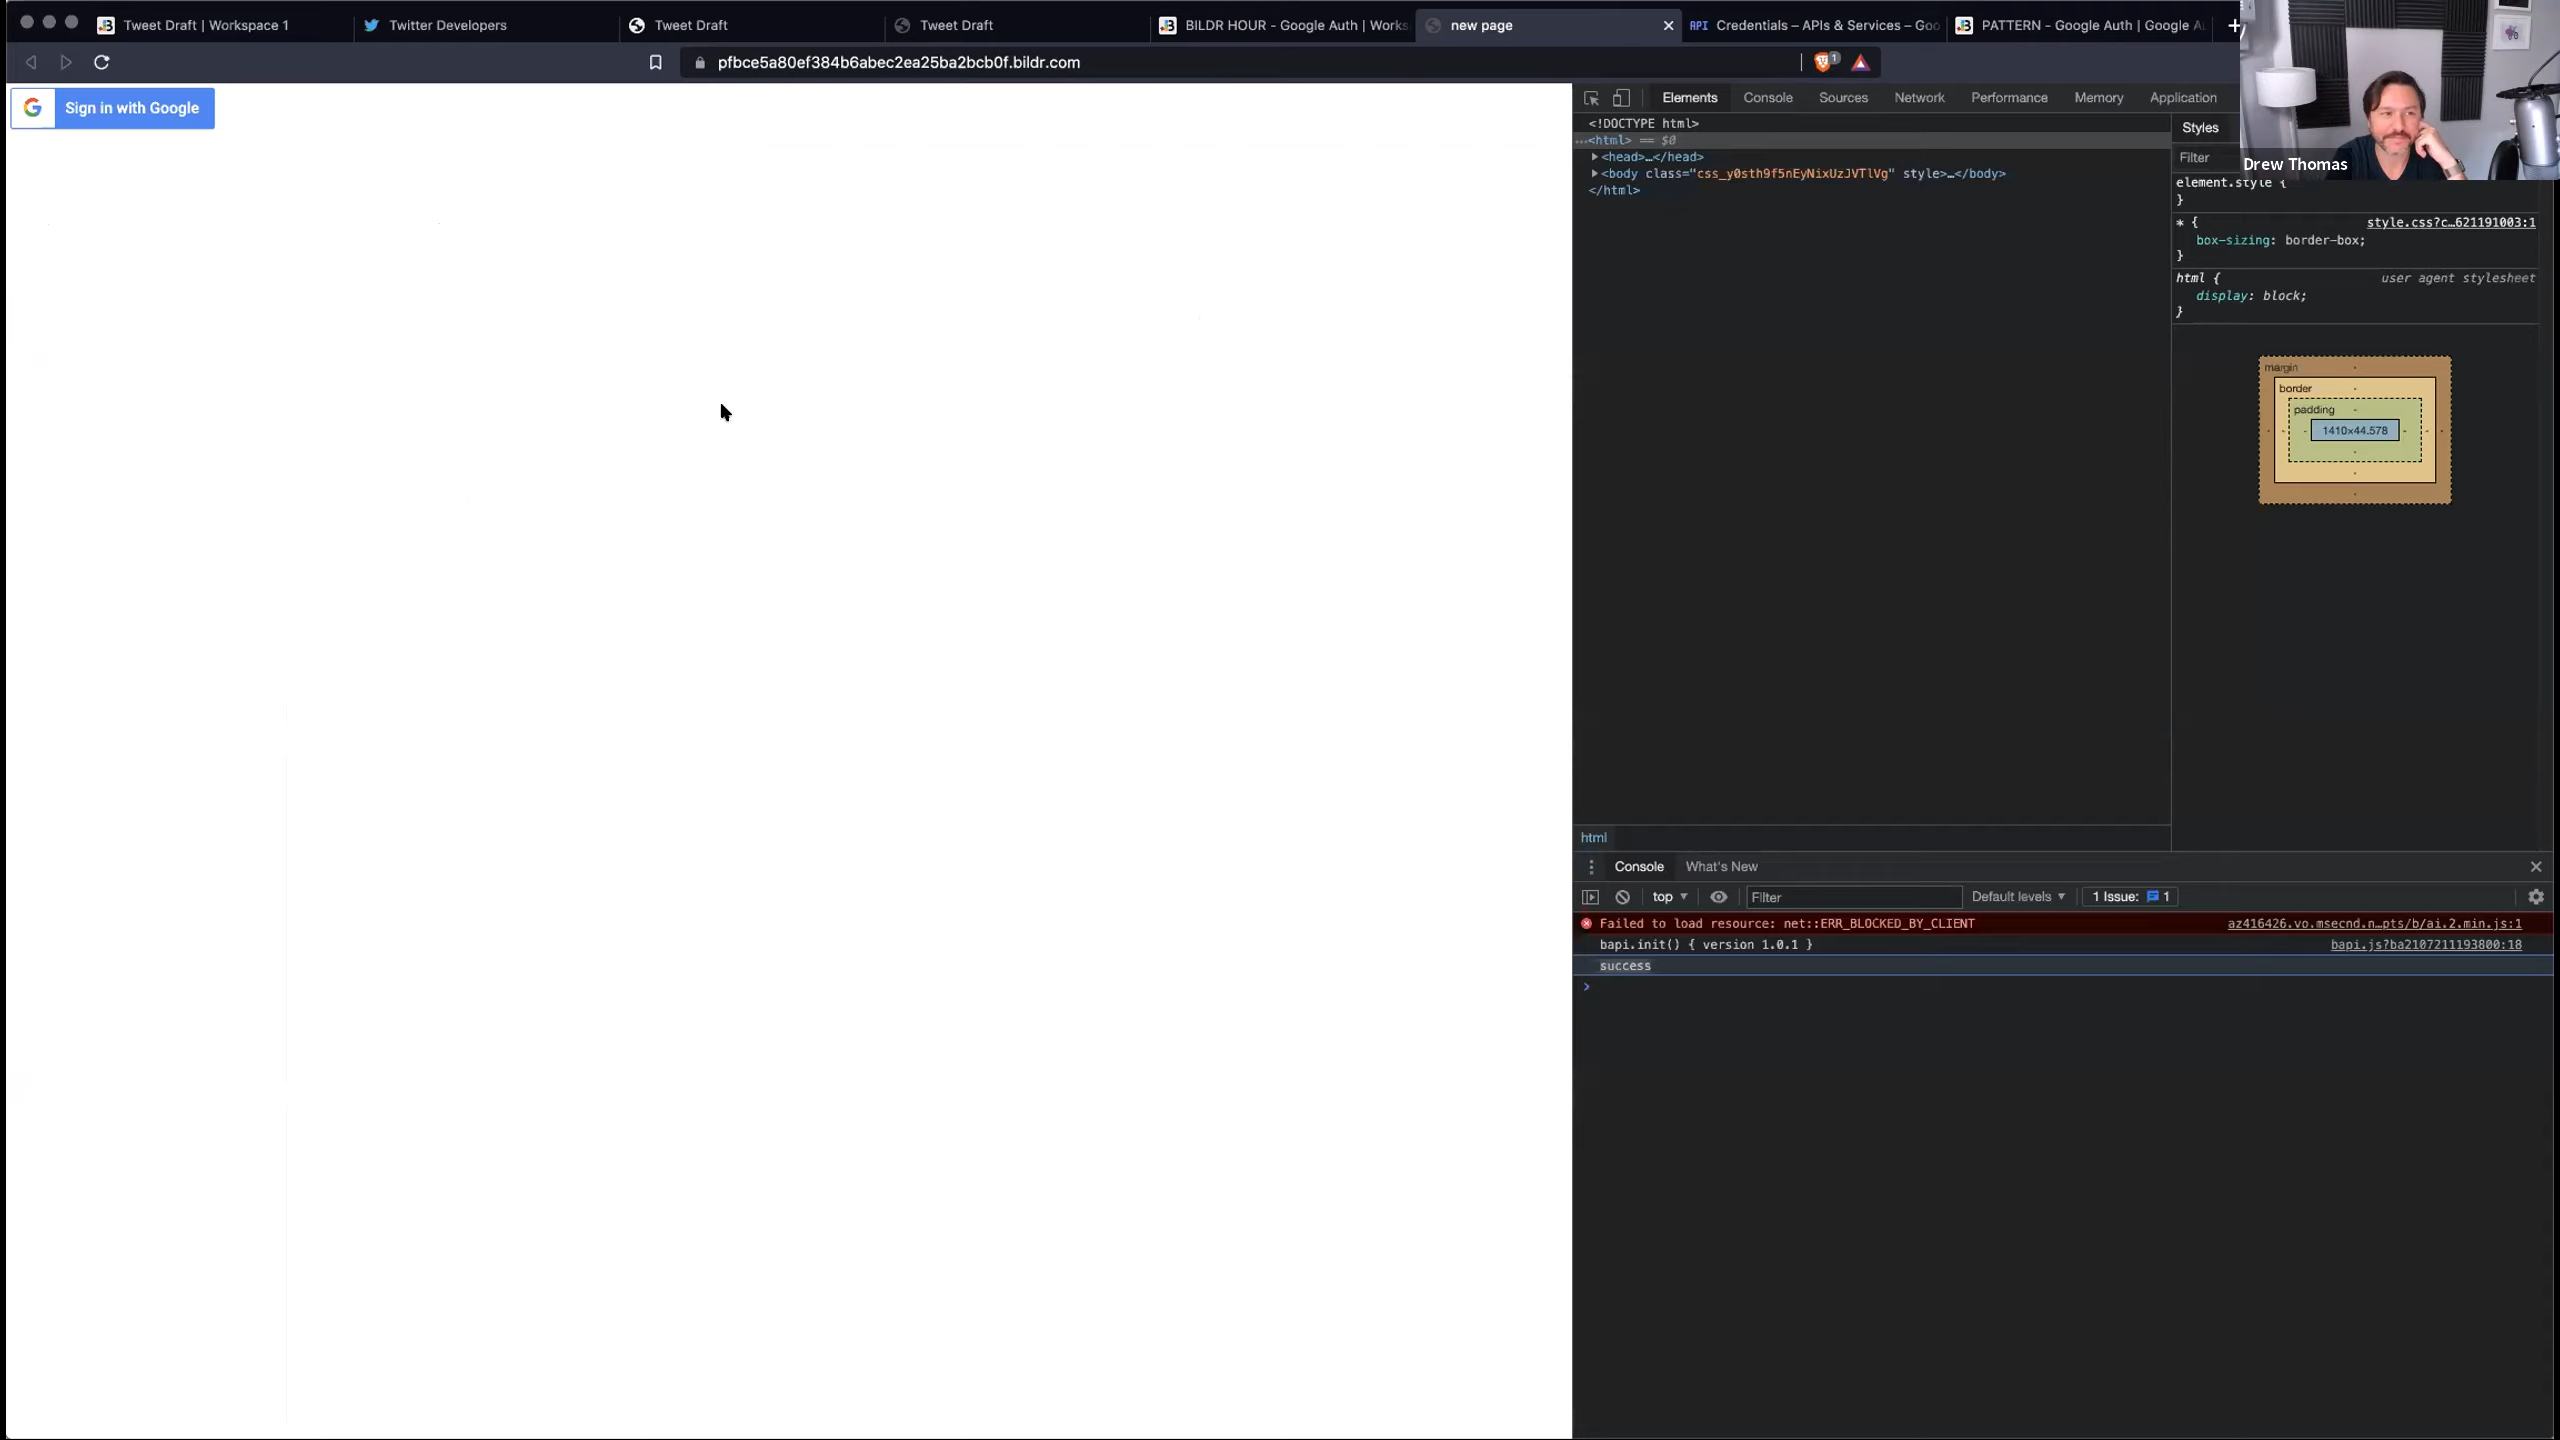 Tweet Draft | Workspace 1
Twitter Developers
Tweet Draft
Tweet Draft
BILDR HOUR - Google Auth | Works
new page
API Credentials – APIs & Services – Goo
PATTERN - Google Auth | Google A
pfbce5a80ef384b6abec2ea25ba2bcb0f.bildr.com
1
Sign in with Google
Elements
Console
Sources
Network
Performance
Memory
Application
<!DOCTYPE html>
…<html> == $0
<head>…</head>
<body class="css_y0sth9f5nEyNixUzJVTlVg" style>…</body>
</html>
html
Styles
Filter
Drew Thomas
element.style {
}
* {
style.css?c…621191003:1
box-sizing: border-box;
}
html {
user agent stylesheet
display: block;
}
margin -
border -
padding -
1410×44.578
Console
What's New
top
Filter
Default levels
1 Issue: 1
Failed to load resource: net::ERR_BLOCKED_BY_CLIENT
az416426.vo.msecnd.n…pts/b/ai.2.min.js:1
bapi.init() { version 1.0.1 }
bapi.js?ba2107211193800:18
success